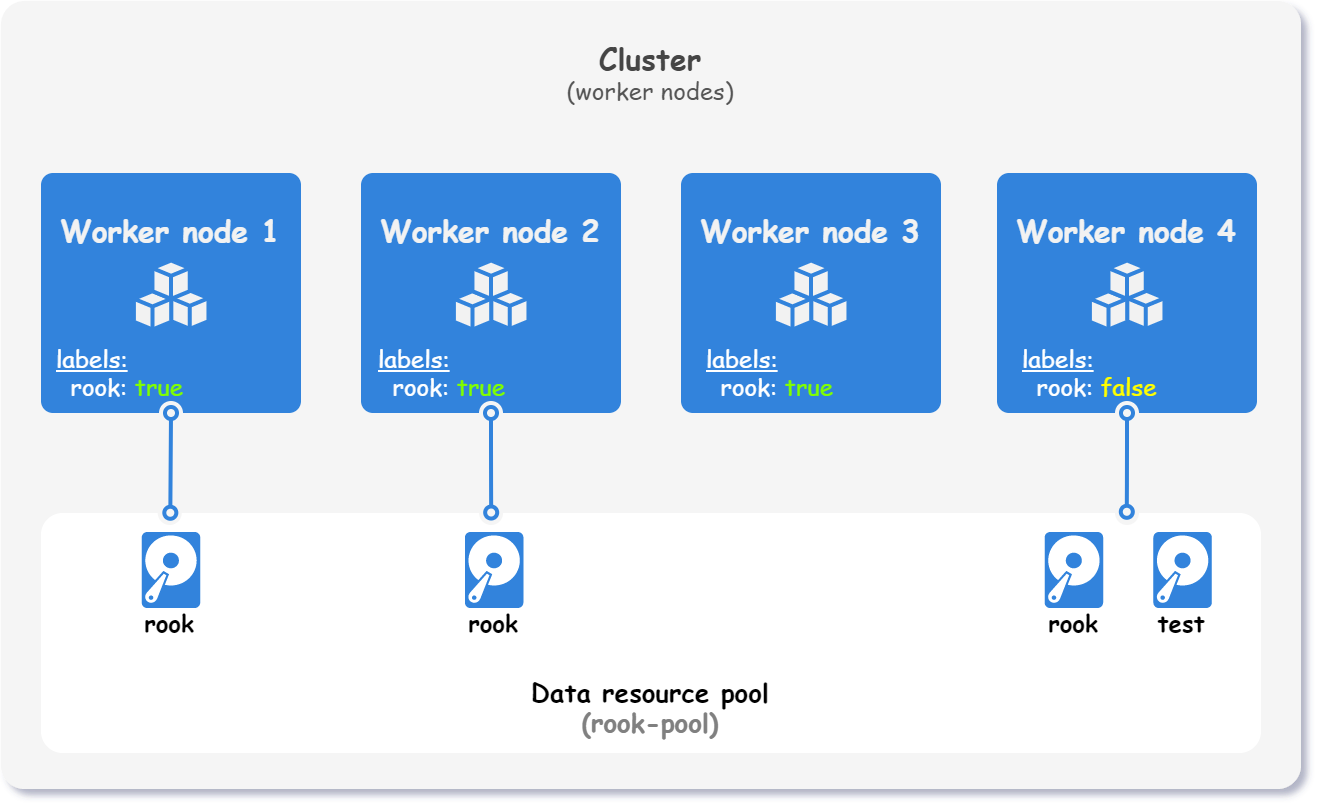 Cluster
(worker nodes)
Worker node 1
labels:
rook: true
Worker node 2
labels:
rook: true
Worker node 3
labels:
rook: true
Worker node 4
labels:
rook: false
rook
rook
rook
test
Data resource pool
(rook-pool)